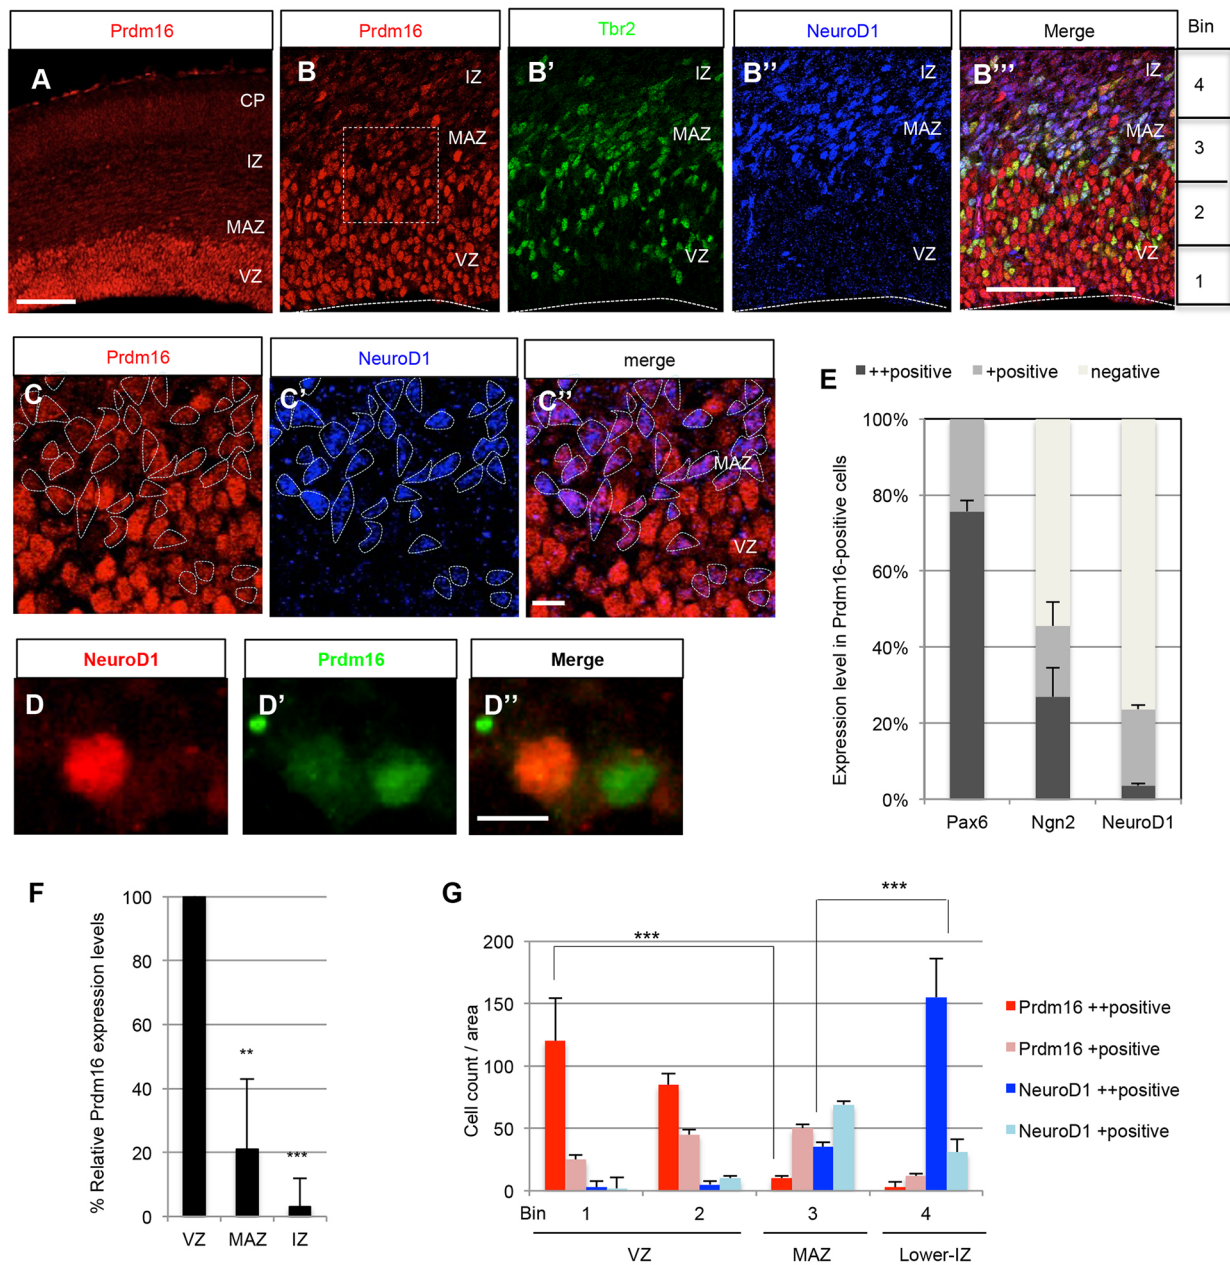 Prdm16
Prdm16
Tbr2
NeuroD1
Merge
Bin
A
CP
IZ
MAZ
VZ
B
IZ
MAZ
VZ
B’
IZ
MAZ
VZ
B’’
IZ
MAZ
VZ
B’’’
IZ
MAZ
VZ
4
3
2
1
Prdm16
NeuroD1
merge
C
C’
C’’
MAZ
VZ
NeuroD1
Prdm16
Merge
D
D’
D’’
E
++positive +positive negative
Expression level in Prdm16-positive cells
100%
80%
60%
40%
20%
0%
Pax6 Ngn2 NeuroD1
F
% Relative Prdm16 expression levels
100
80
60
40
20
0
**
***
VZ MAZ IZ
G
***
***
Cell count / area
200
150
100
50
0
Bin 1 2 3 4
VZ MAZ Lower-IZ
Prdm16 ++positive
Prdm16 +positive
NeuroD1 ++positive
NeuroD1 +positive